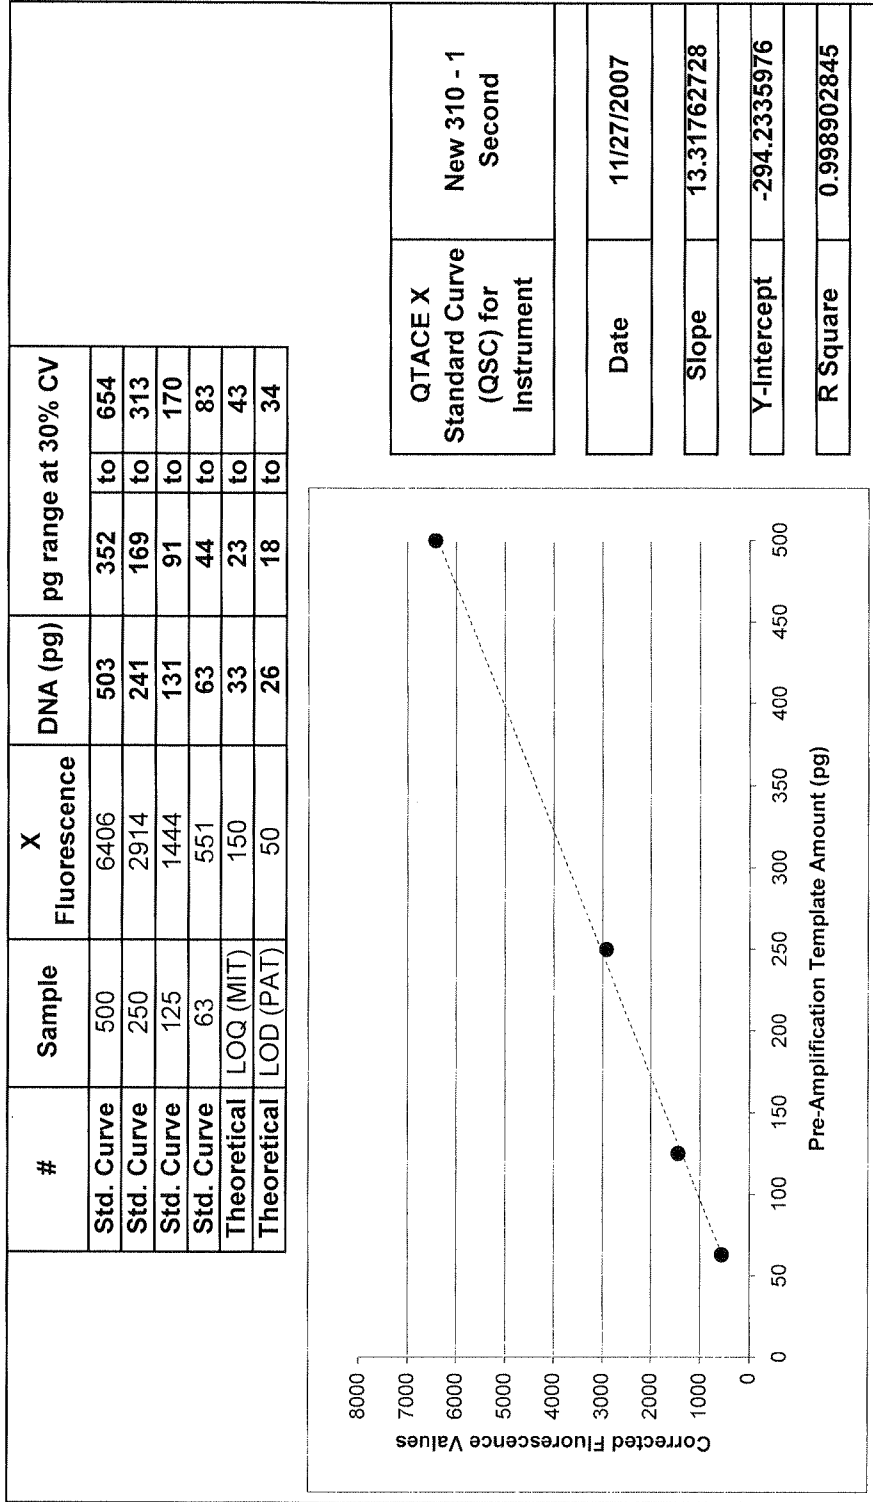 # Sample X Fluorescence DNA (pg) pg range at 30% CV
Std. Curve 500 6406 503 352 to 654
Std. Curve 250 2914 241 169 to 313
Std. Curve 125 1444 131 91 to 170
Std. Curve 63 551 63 44 to 83
Theoretical LOQ (MIT) 150 33 23 to 43
Theoretical LOD (PAT) 50 26 18 to 34
Corrected Fluorescence Values
8000
7000
6000
5000
4000
3000
2000
1000
0
0 50 100 150 200 250 300 350 400 450 500
Pre-Amplification Template Amount (pg)
QTACE X
Standard Curve
(QSC) for
Instrument
New 310 - 1
Second
Date 11/27/2007
Slope 13.31762728
Y-Intercept -294.2335976
R Square 0.998902845